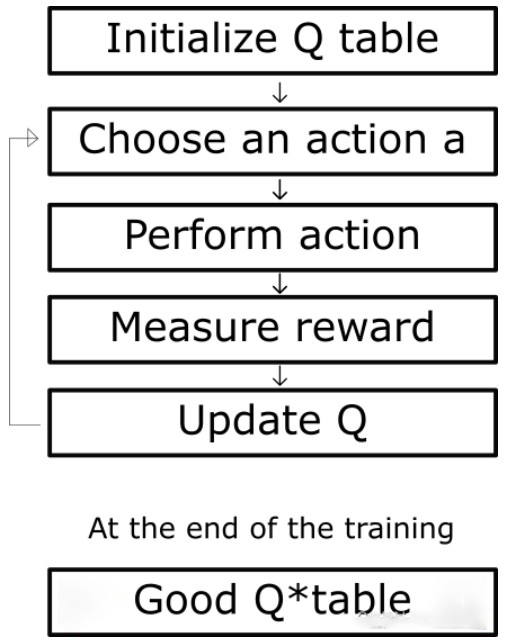 Initialize Q table
Choose an action a
Perform action
Measure reward
Update Q
At the end of the training
Good Q*table